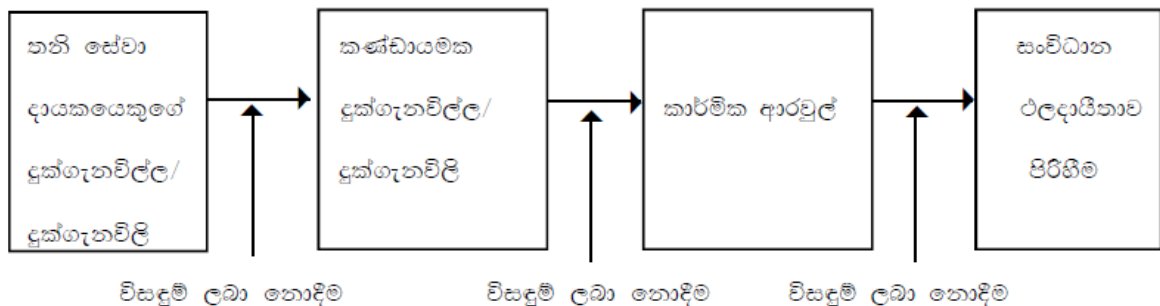 තනි සේවා
දායකයෙකුගේ
දුක්ගැනවිල්ල/
දුක්ගැනවිලි
කණ්ඩායමක
දුක්ගැනවිල්ල/
දුක්ගැනවිලි
කාර්මික ආරවුල්
සංවිධාන
ඵලදායීතාව
පිරිහීම
විසඳුම් ලබා නොදීම
විසඳුම් ලබා නොදීම
විසඳුම් ලබා නොදීම